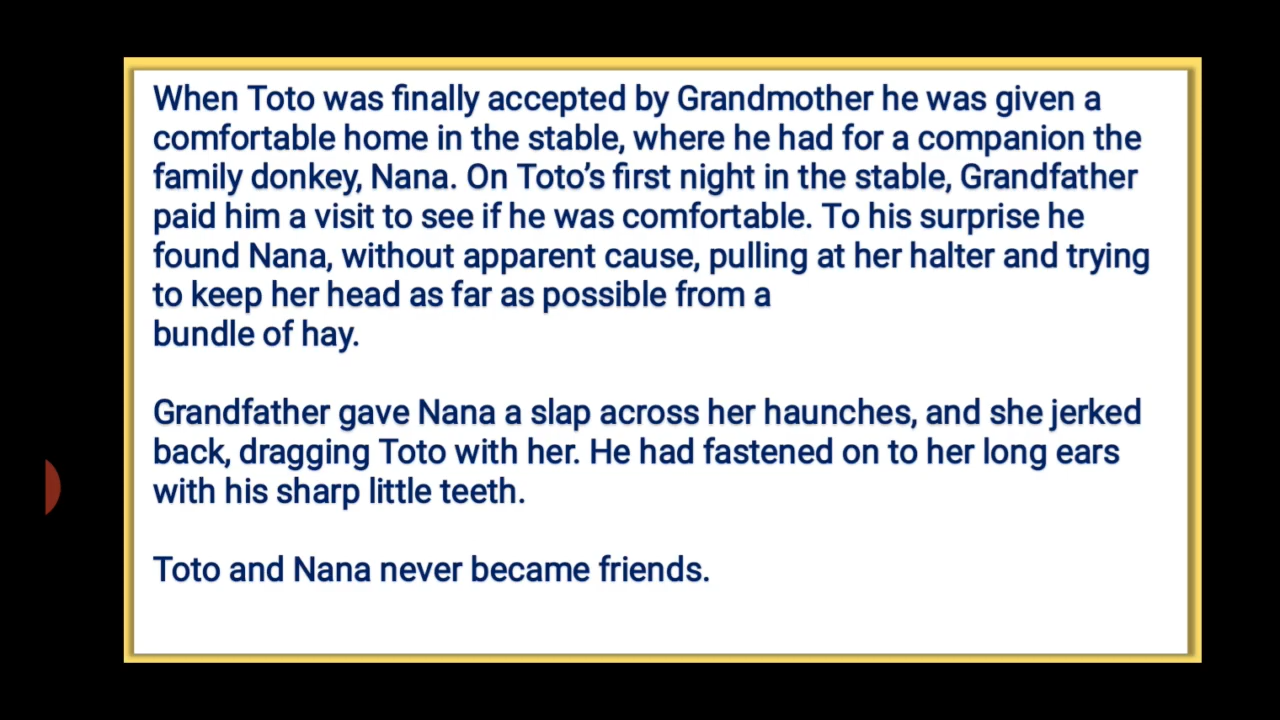 When Toto was finally accepted by Grandmother he was given a
comfortable home in the stable, where he had for a companion the
family donkey, Nana. On Toto’s first night in the stable, Grandfather
paid him a visit to see if he was comfortable. To his surprise he
found Nana, without apparent cause, pulling at her halter and trying
to keep her head as far as possible from a
bundle of hay.
Grandfather gave Nana a slap across her haunches, and she jerked
back, dragging Toto with her. He had fastened on to her long ears
with his sharp little teeth.
Toto and Nana never became friends.